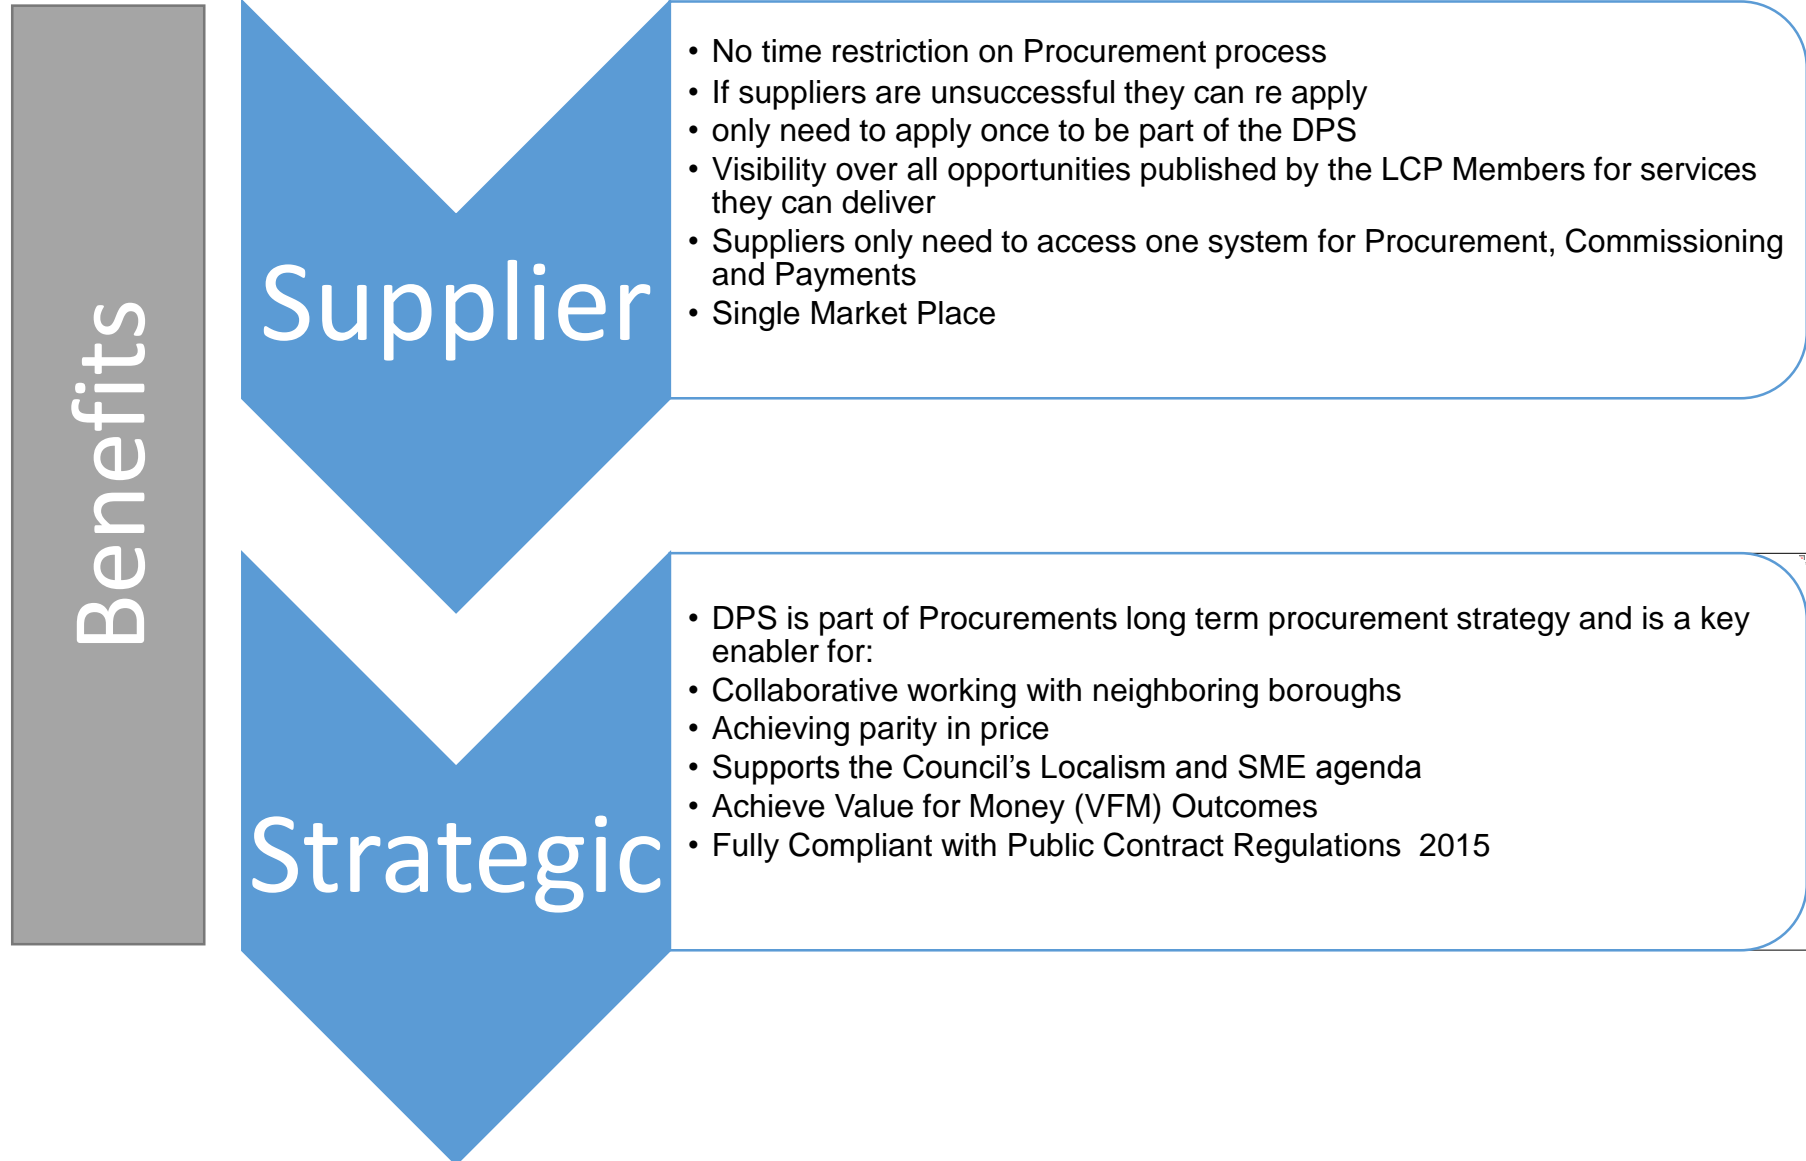 Benefits
Supplier
• No time restriction on Procurement process
• If suppliers are unsuccessful they can re apply
• only need to apply once to be part of the DPS
• Visibility over all opportunities published by the LCP Members for services
they can deliver
• Suppliers only need to access one system for Procurement, Commissioning
and Payments
• Single Market Place
Strategic
• DPS is part of Procurements long term procurement strategy and is a key
enabler for:
• Collaborative working with neighboring boroughs
• Achieving parity in price
• Supports the Council’s Localism and SME agenda
• Achieve Value for Money (VFM) Outcomes
• Fully Compliant with Public Contract Regulations  2015